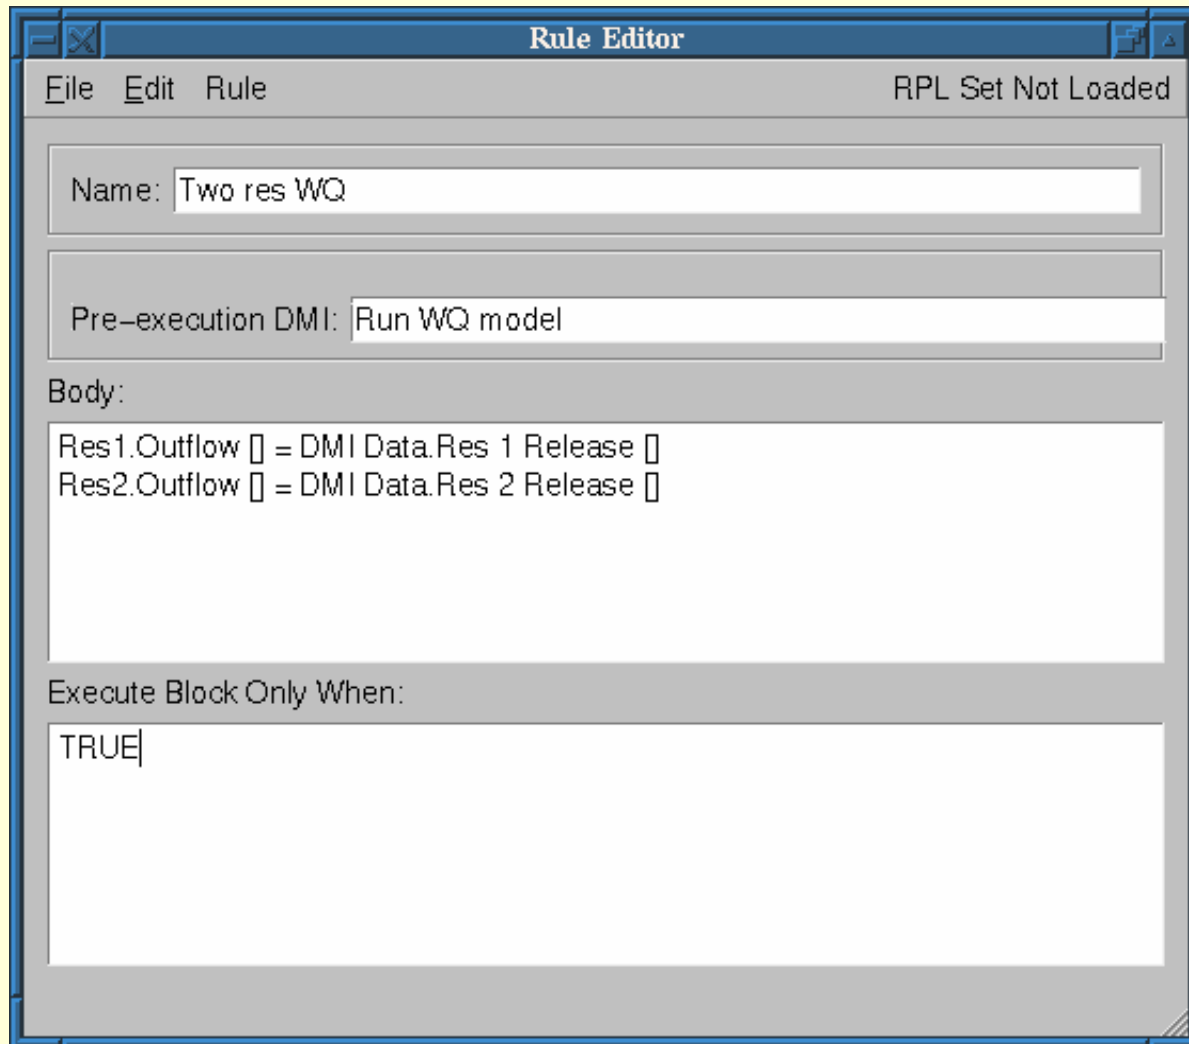 Rule Editor
File Edit Rule RPL Set Not Loaded
Name: Two res WQ
Pre-execution DMI: Run WQ model
Body:
Res1.Outflow [] = DMI Data.Res 1 Release []
Res2.Outflow [] = DMI Data.Res 2 Release []
Execute Block Only When:
TRUE